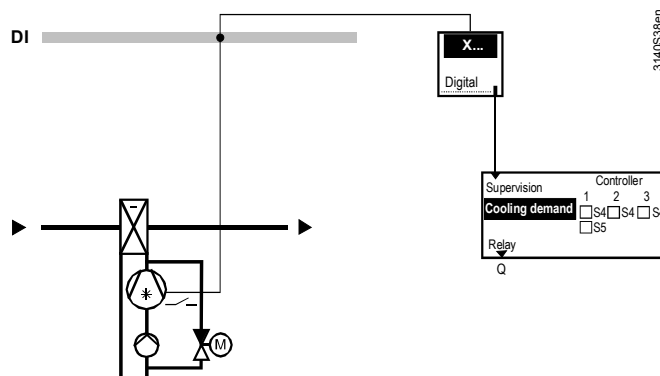 DI
X...
Digital
3140S38en
Supervision
Controller
1 2 3
Cooling demand
S4 S4 S
S5
Relay
Q
M